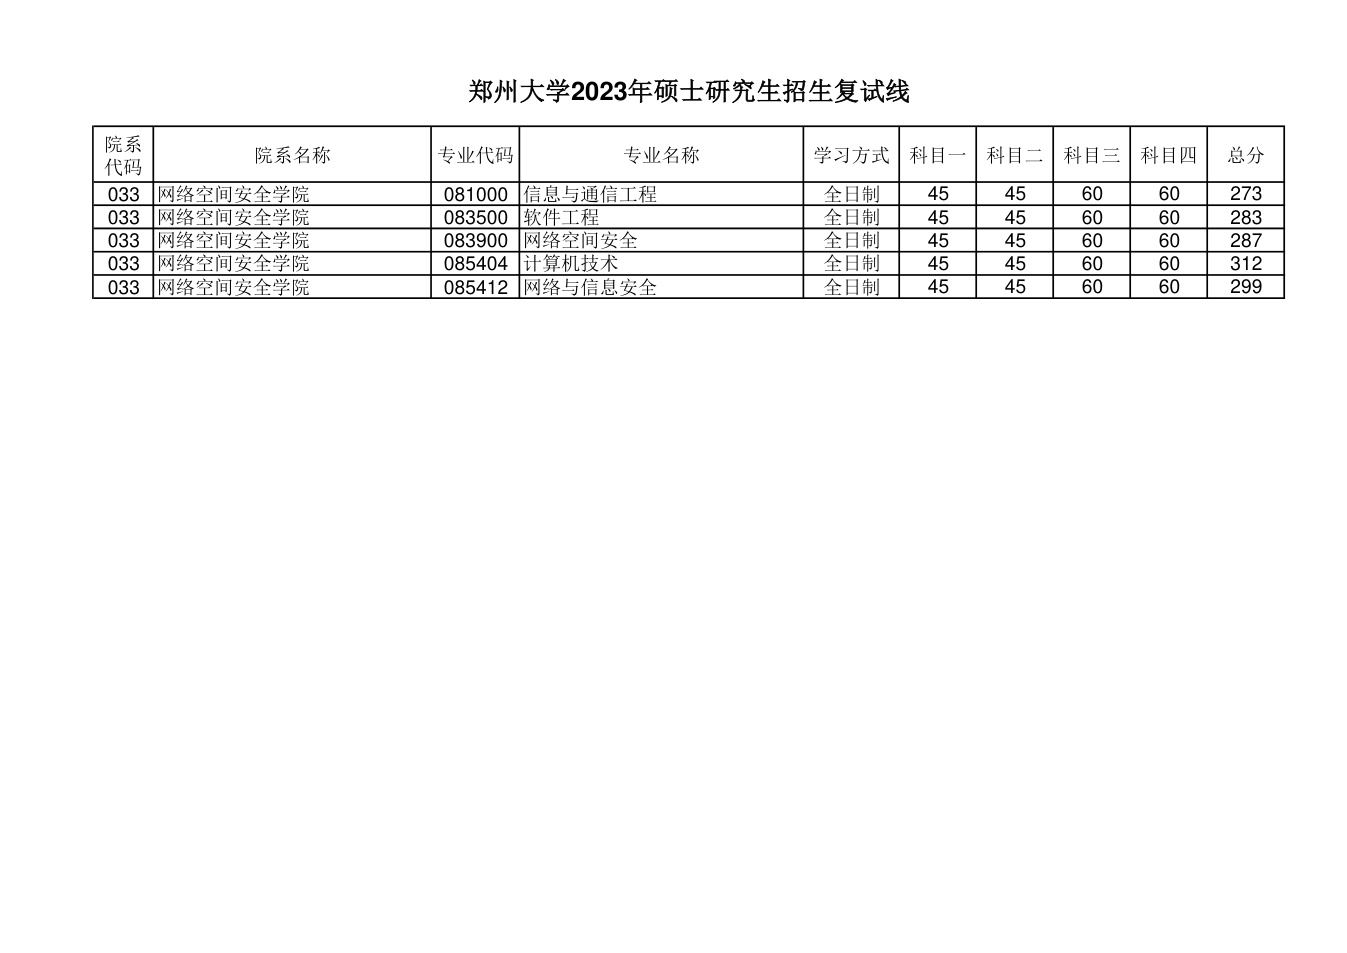 郑州大学2023年硕士研究生招生复试线
院系代码 院系名称 专业代码 专业名称 学习方式 科目一 科目二 科目三 科目四 总分
033 网络空间安全学院 081000 信息与通信工程 全日制 45 45 60 60 273
033 网络空间安全学院 083500 软件工程 全日制 45 45 60 60 283
033 网络空间安全学院 083900 网络空间安全 全日制 45 45 60 60 287
033 网络空间安全学院 085404 计算机技术 全日制 45 45 60 60 312
033 网络空间安全学院 085412 网络与信息安全 全日制 45 45 60 60 299